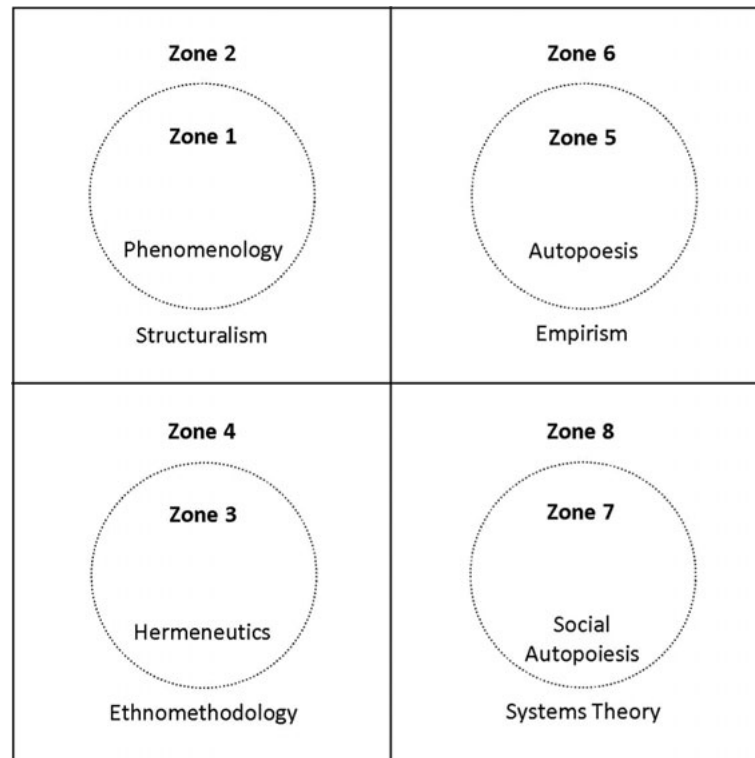 Zone 2
Zone 1
Phenomenology
Structuralism
Zone 6
Zone 5
Autopoesis
Empirism
Zone 4
Zone 3
Hermeneutics
Ethnomethodology
Zone 8
Zone 7
Social
Autopoiesis
Systems Theory